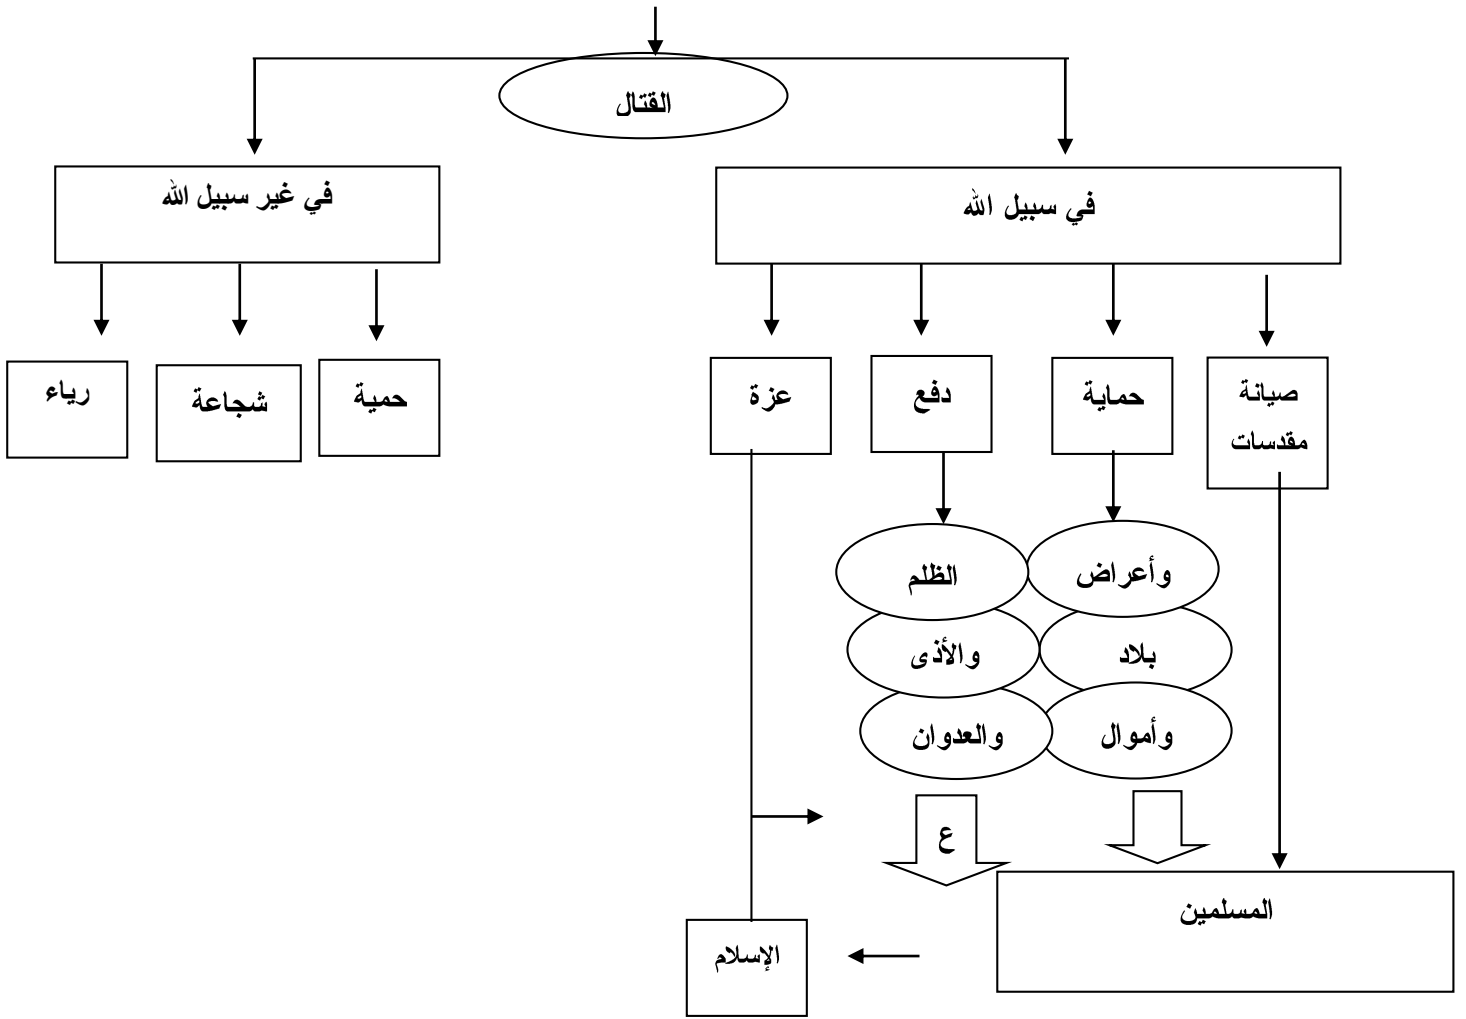 القتال
في سبيل الله
في غير سبيل الله
صيانة
مقدسات
حماية
دفع
عزة
حمية
شجاعة
رياء
وأعراض
الظلم
بلاد
والأذى
وأموال
والعدوان
ع
المسلمين
الإسلام